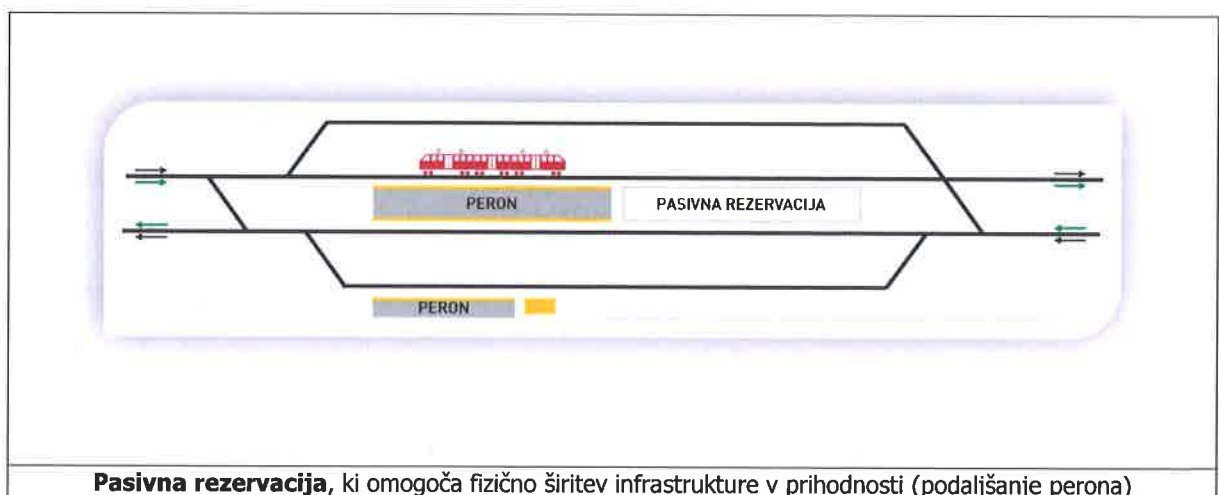 PERON
PASIVNA REZERVACIJA
PERON
Pasivna rezervacija, ki omogoča fizično širitev infrastrukture v prihodnosti (podaljšanje perona)